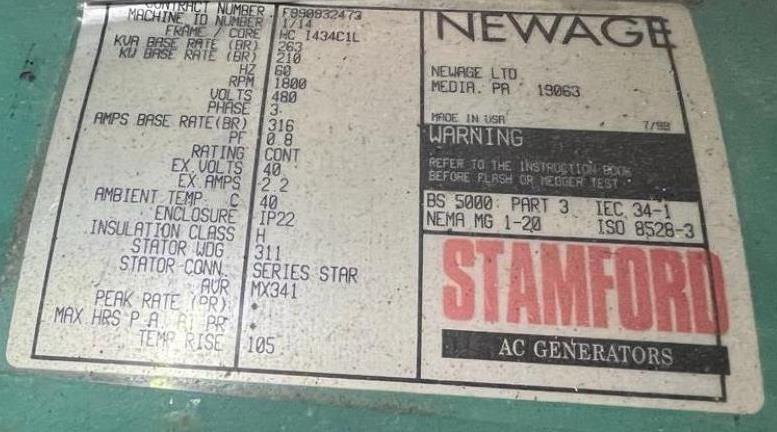 CONTRACT NUMBER F990932473
MACHINE ID NUMBER 1/14
FRAME / CORE HC I434C1L
KVA BASE RATE (BR) 263
KW BASE RATE (BR) 210
HZ 60
RPM 1800
VOLTS 480
PHASE 3
AMPS BASE RATE(BR) 316
PF 0 8
RATING CONT
EX VOLTS 40
EX AMPS 2 2
AMBIENT TEMP C 40
ENCLOSURE IP22
INSULATION CLASS H
STATOR WDG 311
STATOR CONN. SERIES STAR
AVR MX341
PEAK RATE (PR)
MAX HRS P A PR
TEMP RISE 105
NEWAGE
NEWAGE LTD
MEDIA. PA 19063
MADE IN USA 7/99
WARNING
REFER TO THE INSTRUCTION BOOK
BEFORE FLASH OR MEGGER TEST
BS 5000: PART 3 IEC 34-1
NEMA MG 1-20 ISO 8528-3
STAMFORD
AC GENERATORS